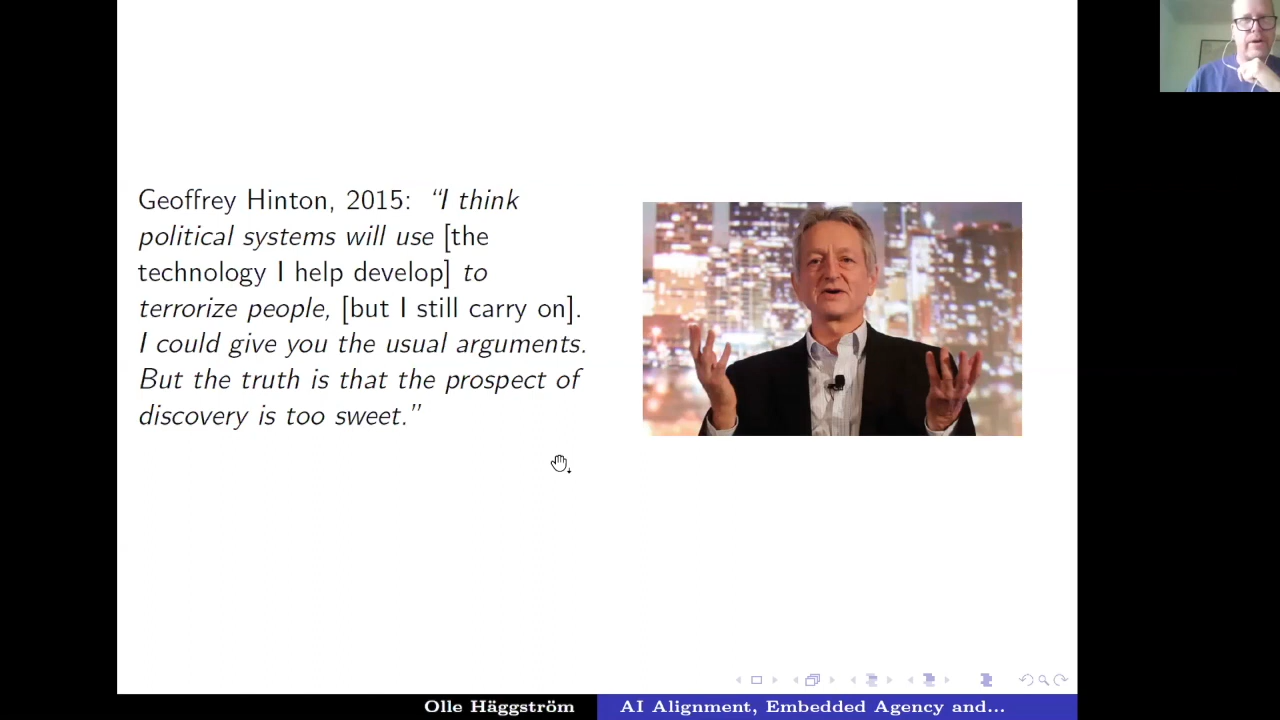 Geoffrey Hinton, 2015: “I think
political systems will use [the
technology I help develop] to
terrorize people, [but I still carry on].
I could give you the usual arguments.
But the truth is that the prospect of
discovery is too sweet.”
Olle Häggström
AI Alignment, Embedded Agency and...